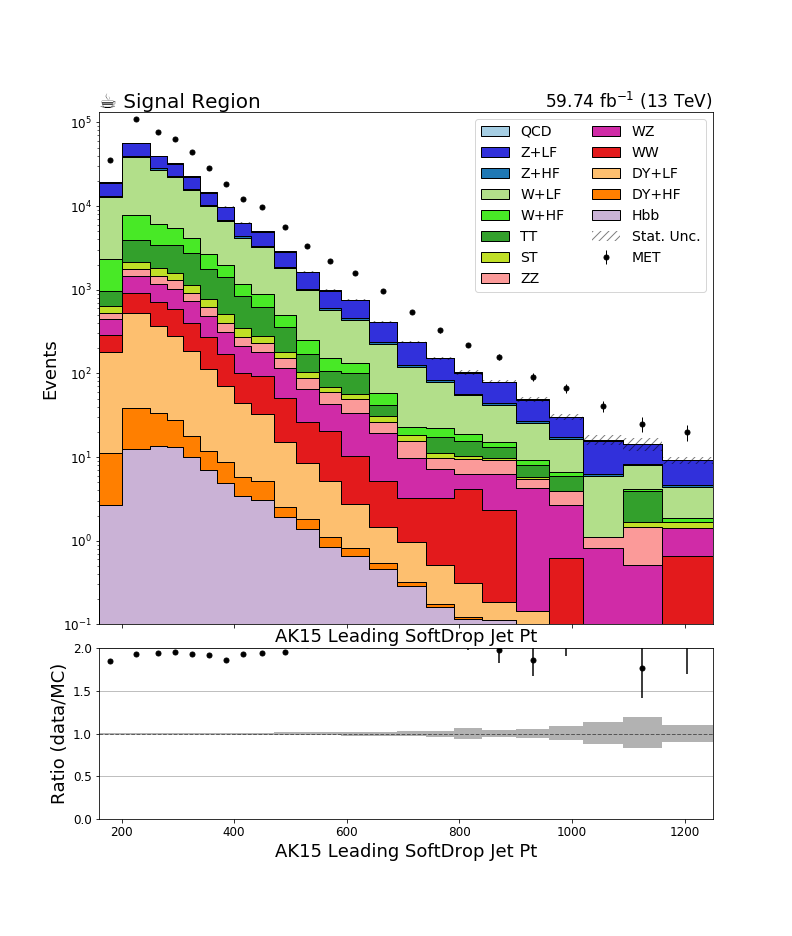 ☕ Signal Region
59.74 fb⁻¹ (13 TeV)
QCD
Z+LF
Z+HF
W+LF
W+HF
TT
ST
ZZ
WZ
WW
DY+LF
DY+HF
Hbb
Stat. Unc.
MET
Events
10⁵
10⁴
10³
10²
10¹
10⁰
10⁻¹
AK15 Leading SoftDrop Jet Pt
Ratio (data/MC)
2.0
1.5
1.0
0.5
0.0
200 400 600 800 1000 1200
AK15 Leading SoftDrop Jet Pt